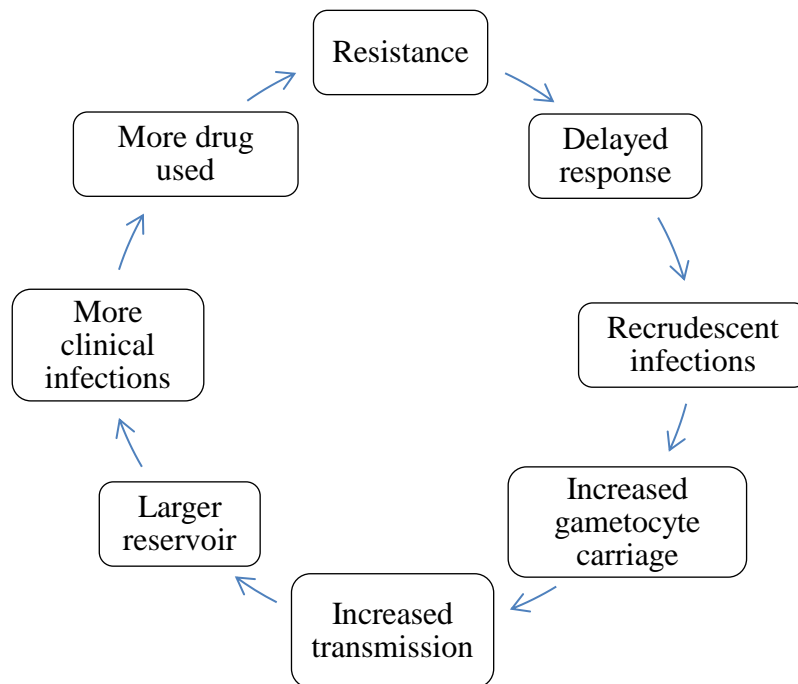 Resistance
Delayed
response
Recrudescent
infections
Increased
gametocyte
carriage
Increased
transmission
Larger
reservoir
More
clinical
infections
More drug
used